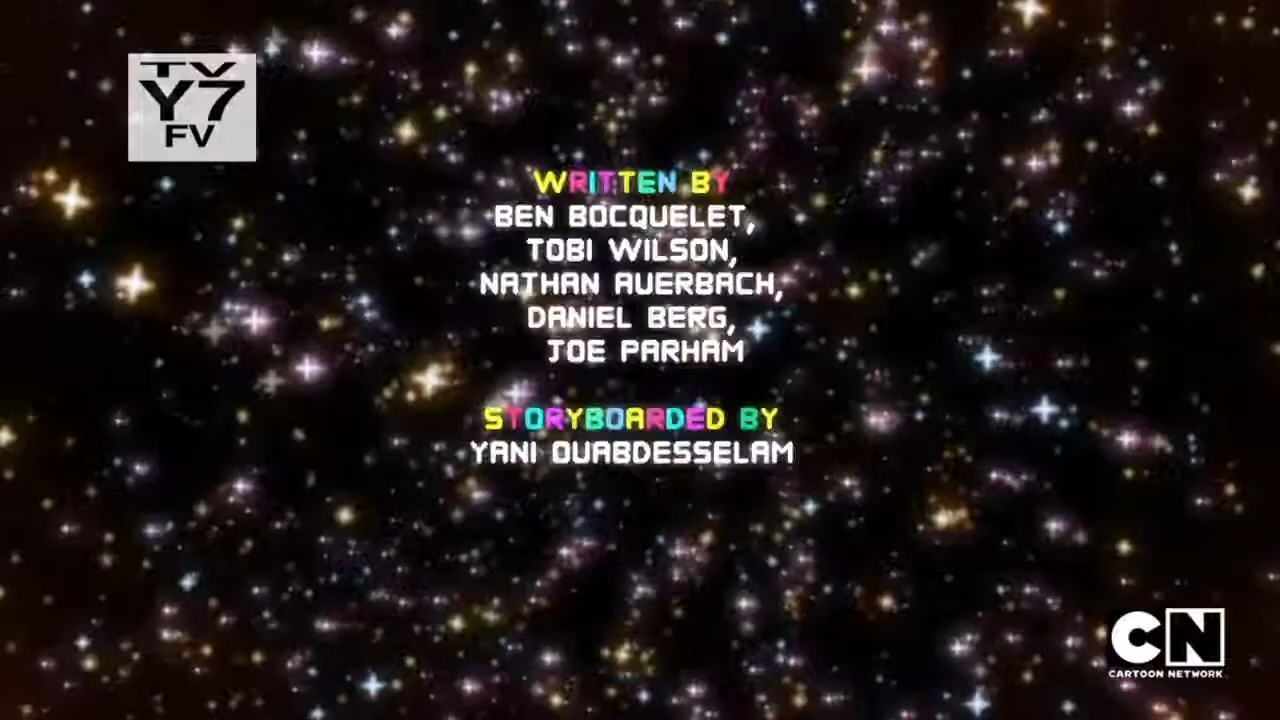 TV
Y7
FV
WRITTEN BY
BEN BOCQUELET,
TOBI WILSON,
NATHAN AUERBACH,
DANIEL BERG,
JOE PARHAM
STORYBOARDED BY
YANI OUABDESSELAM
CN
CARTOON NETWORK